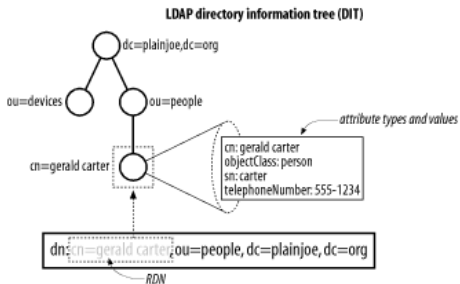 LDAP directory information tree (DIT)
dc=plainjoe,dc=org
ou=devices
ou=people
attribute types and values
cn=gerald carter
cn: gerald carter
objectClass: person
sn: carter
telephoneNumber: 555-1234
dn:cn=gerald carter,ou=people, dc=plainjoe, dc=org
RDN